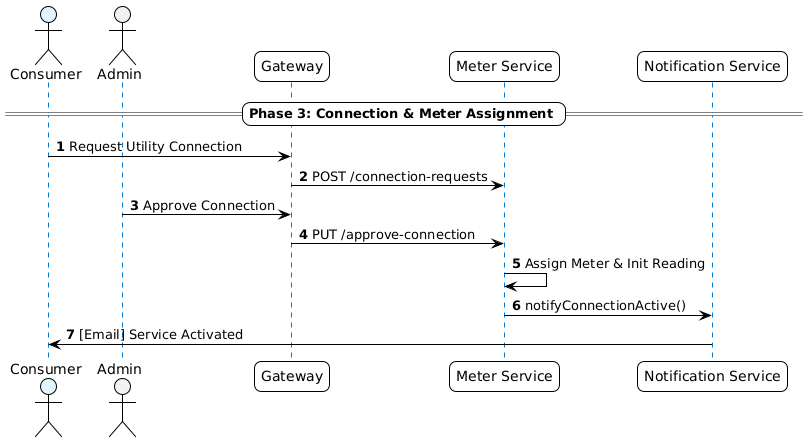 Consumer Admin Gateway Meter Service Notification Service
Phase 3: Connection & Meter Assignment
1 Request Utility Connection
2 POST /connection-requests
3 Approve Connection
4 PUT /approve-connection
5 Assign Meter & Init Reading
6 notifyConnectionActive()
7 [Email] Service Activated
Consumer Admin Gateway Meter Service Notification Service